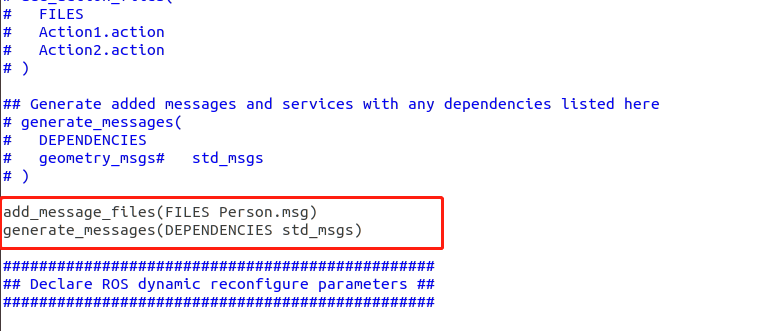 #   FILES
#   Action1.action
#   Action2.action
# )
## Generate added messages and services with any dependencies listed here
# generate_messages(
#   DEPENDENCIES
#   geometry_msgs#   std_msgs
# )
add_message_files(FILES Person.msg)
generate_messages(DEPENDENCIES std_msgs)
################################################
## Declare ROS dynamic reconfigure parameters ##
################################################